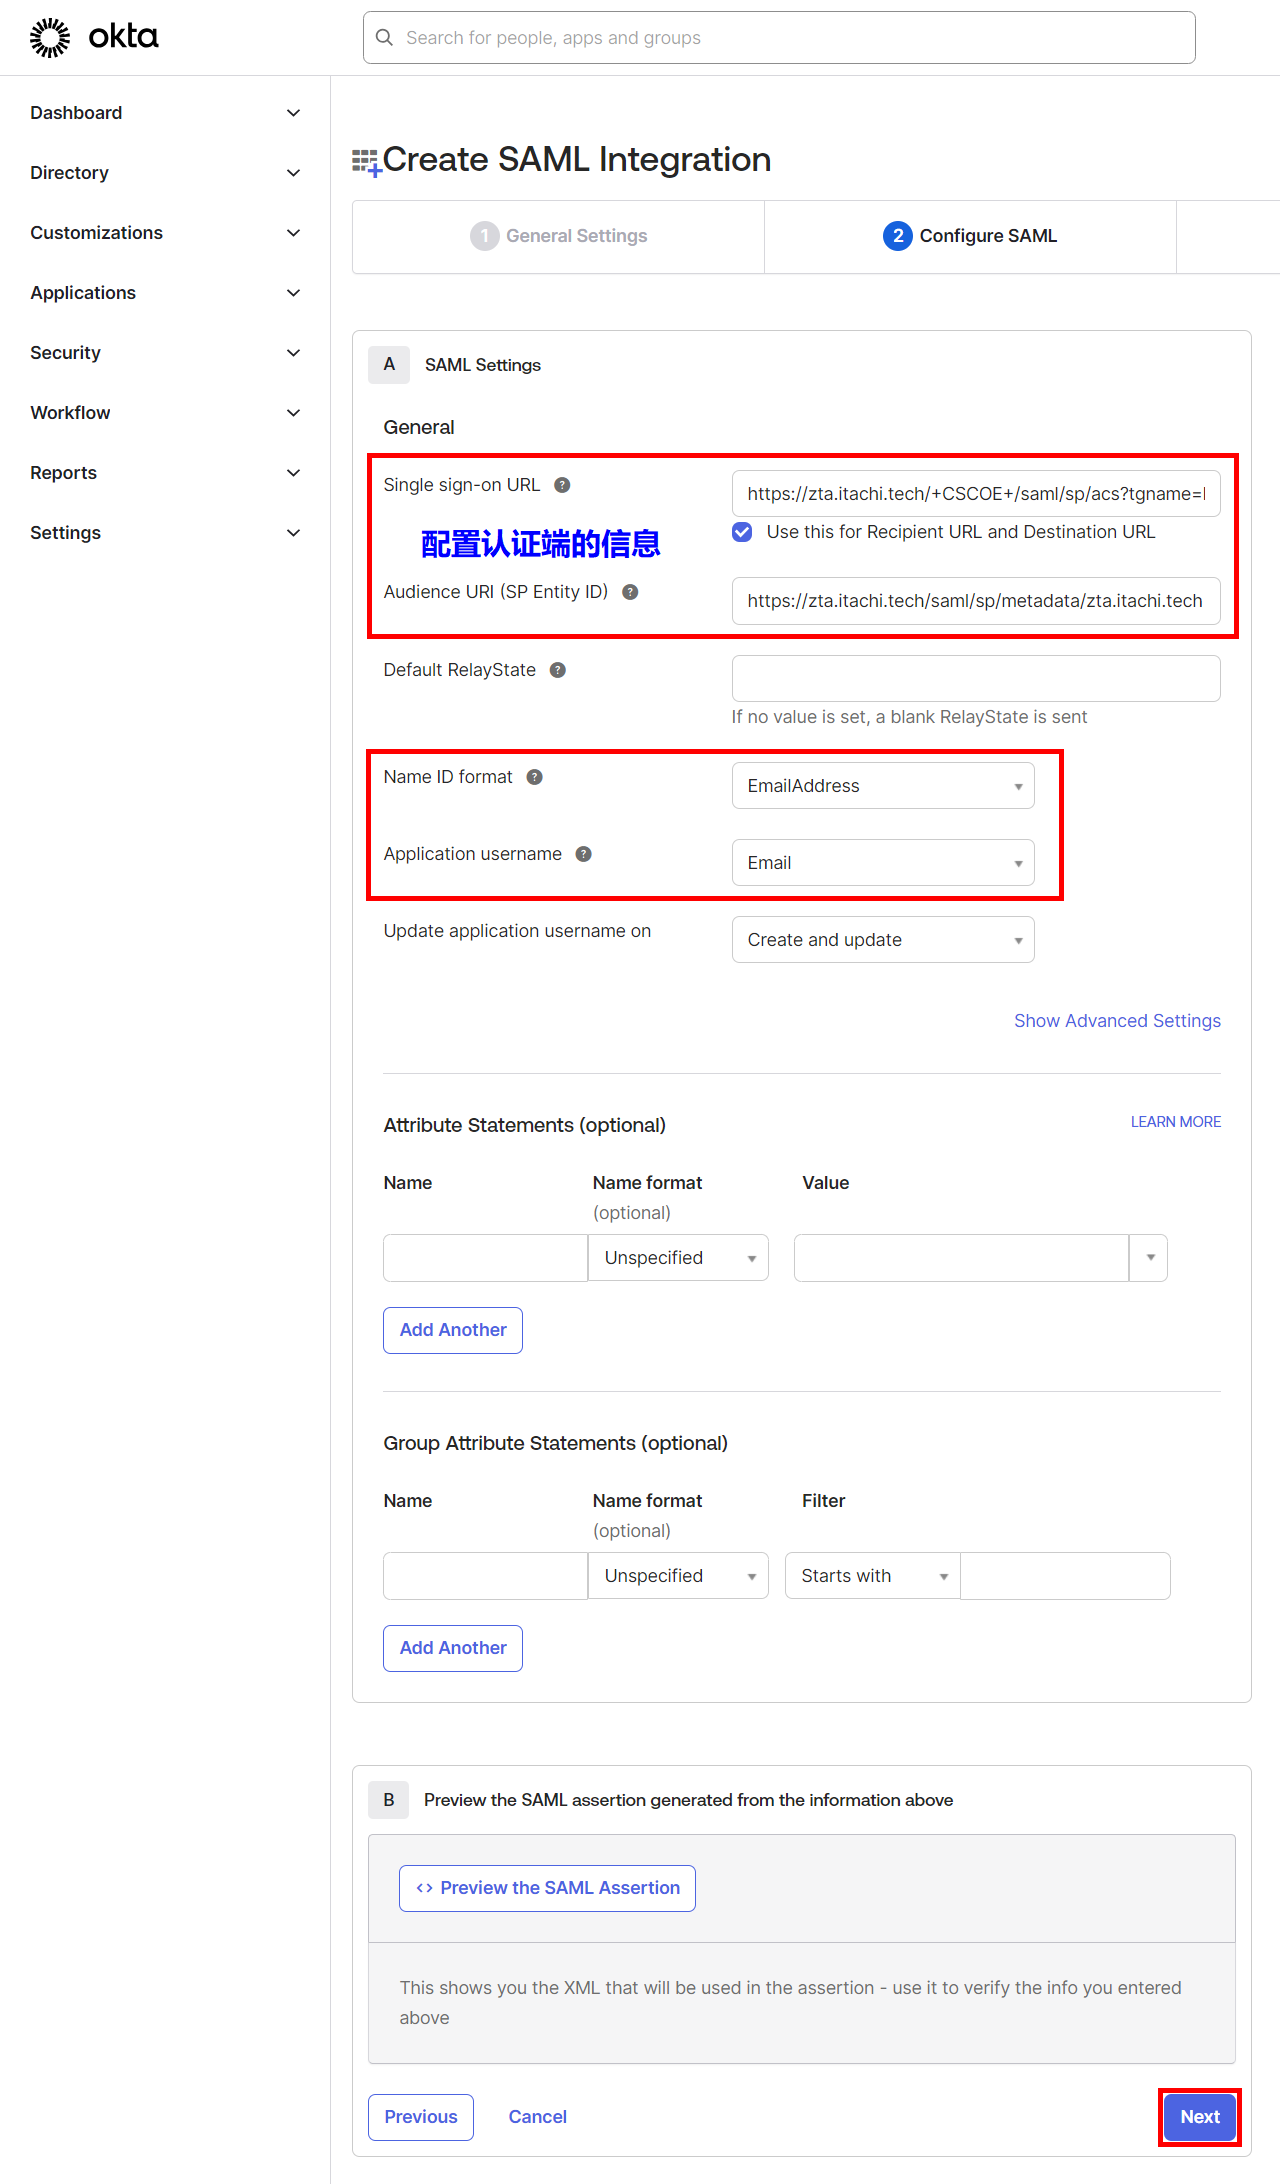 okta
Search for people, apps and groups
Dashboard
Directory
Customizations
Applications
Security
Workflow
Reports
Settings
Create SAML Integration
1 General Settings
2 Configure SAML
A SAML Settings
General
Single sign-on URL ?
https://zta.itachi.tech/+CSCOE+/saml/sp/acs?tgname=
Use this for Recipient URL and Destination URL
配置认证端的信息
Audience URI (SP Entity ID) ?
https://zta.itachi.tech/saml/sp/metadata/zta.itachi.tech
Default RelayState ?
If no value is set, a blank RelayState is sent
Name ID format ?
EmailAddress
Application username ?
Email
Update application username on
Create and update
Show Advanced Settings
Attribute Statements (optional)
LEARN MORE
Name
Name format
(optional)
Value
Unspecified
Add Another
Group Attribute Statements (optional)
Name
Name format
(optional)
Filter
Unspecified
Starts with
Add Another
B Preview the SAML assertion generated from the information above
<> Preview the SAML Assertion
This shows you the XML that will be used in the assertion - use it to verify the info you entered
above
Previous
Cancel
Next